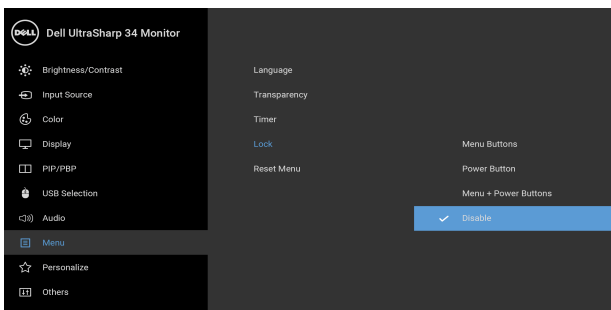 DELL Dell UltraSharp 34 Monitor
Brightness/Contrast
Input Source
Color
Display
PIP/PBP
USB Selection
Audio
Menu
Personalize
Others
Language
Transparency
Timer
Lock
Reset Menu
Menu Buttons
Power Button
Menu + Power Buttons
Disable